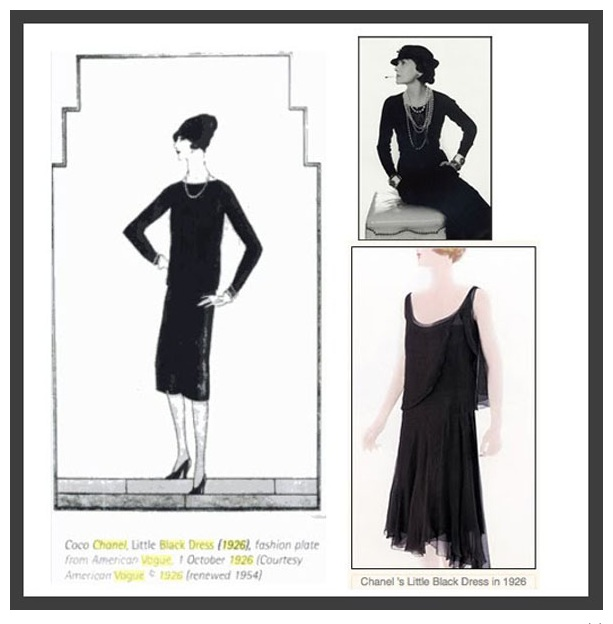 Coco Chanel, Little Black Dress (1926), fashion plate
from American Vogue, 1 October 1926 (Courtesy
American Vogue © 1926 (renewed 1954)
Chanel 's Little Black Dress in 1926